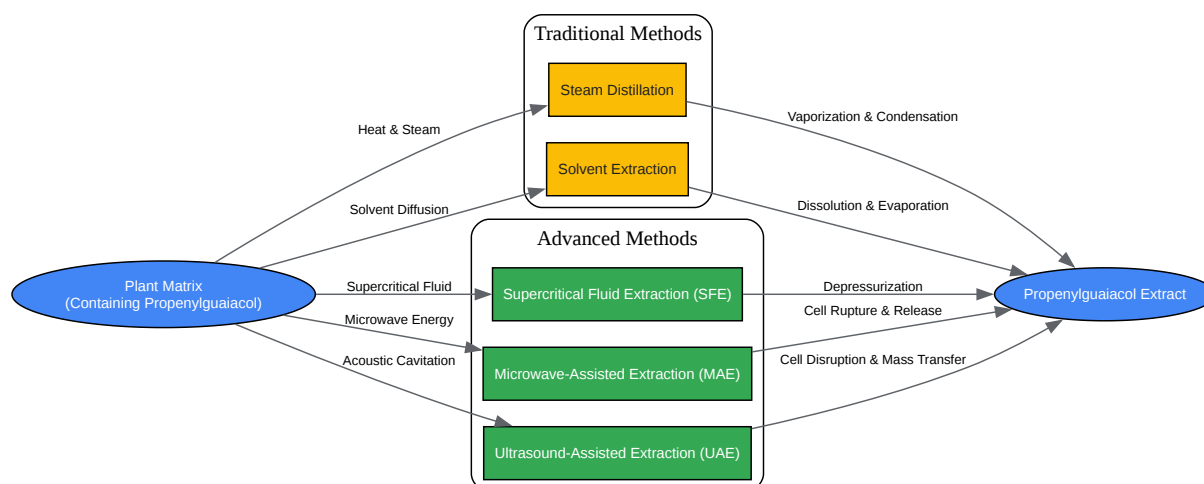 Traditional Methods
Steam Distillation
Vaporization & Condensation
Heat & Steam
Solvent Extraction
Solvent Diffusion
Dissolution & Evaporation
Advanced Methods
Plant Matrix
(Containing Propenylguaiacol)
Supercritical Fluid
Supercritical Fluid Extraction (SFE)
Depressurization
Propenylguaiacol Extract
Microwave Energy
Cell Rupture & Release
Acoustic Cavitation
Microwave-Assisted Extraction (MAE)
Cell Disruption & Mass Transfer
Ultrasound-Assisted Extraction (UAE)